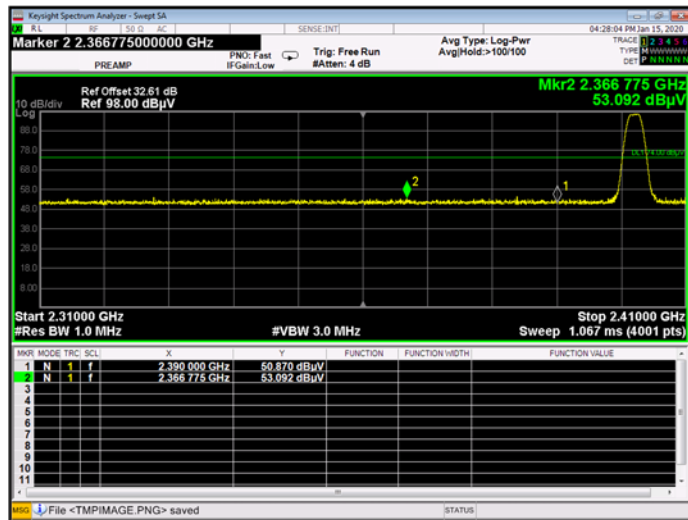 Keysight Spectrum Analyzer - Swept SA
RL RF 50 Ω AC SENSE:INT 04:28:04 PM Jan 15, 2020
Marker 2 2.366775000000 GHz
PREAMP
PNO: Fast
IFGain:Low
Trig: Free Run
#Atten: 4 dB
Avg Type: Log-Pwr
Avg|Hold:>100/100
TRACE 1 2 3 4 5 6
TYPE M W W W W W
DET P N N N N N
Ref Offset 32.61 dB
10 dB/div Ref 98.00 dBµV
Log
Mkr2 2.366 775 GHz
53.092 dBµV
88.0
78.0
DL1 74.00 dBµV
68.0
58.0
48.0
38.0
28.0
18.0
8.00
2
1
Start 2.31000 GHz Stop 2.41000 GHz
#Res BW 1.0 MHz #VBW 3.0 MHz Sweep 1.067 ms (4001 pts)
MKR MODE TRC SCL X Y FUNCTION FUNCTION WIDTH FUNCTION VALUE
1 N 1 f 2.390 000 GHz 50.870 dBµV
2 N 1 f 2.366 775 GHz 53.092 dBµV
3
4
5
6
7
8
9
10
11
MSG File <TMPIMAGE.PNG> saved STATUS